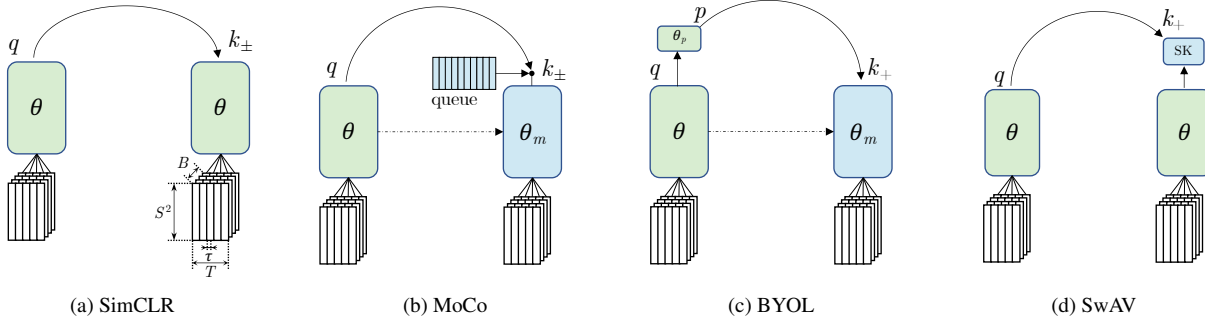 q
k±
θ
θ
B
S²
τ
T
(a) SimCLR
q
k±
queue
θ
θₘ
(b) MoCo
p
θₚ
q
k₊
θ
θₘ
(c) BYOL
k₊
SK
q
θ
θ
(d) SwAV